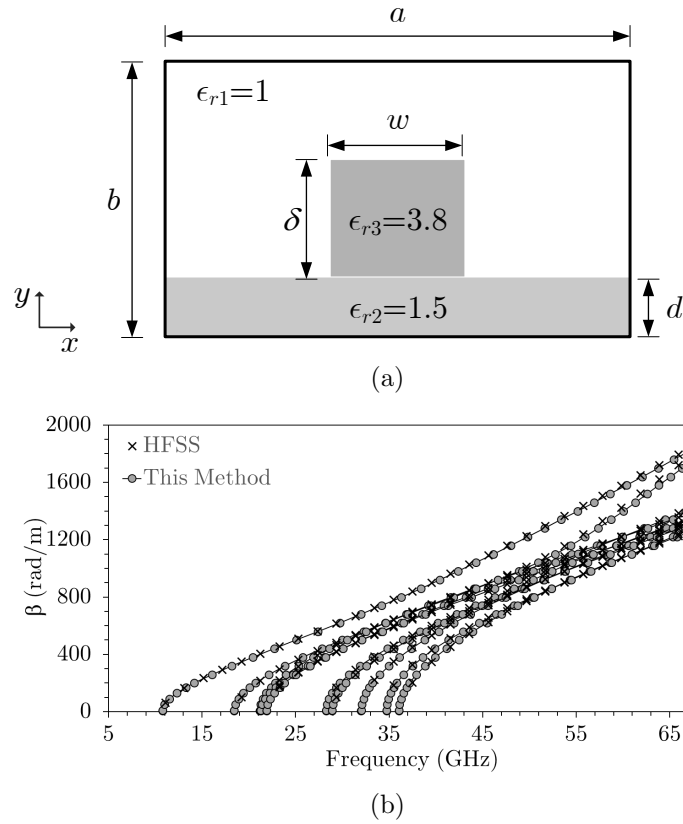 a
ϵr1=1
w
b
δ
ϵr3=3.8
y
x
ϵr2=1.5
d
(a)
2000
1600
1200
800
400
0
β (rad/m)
HFSS
This Method
5 15 25 35 45 55 65
Frequency (GHz)
(b)